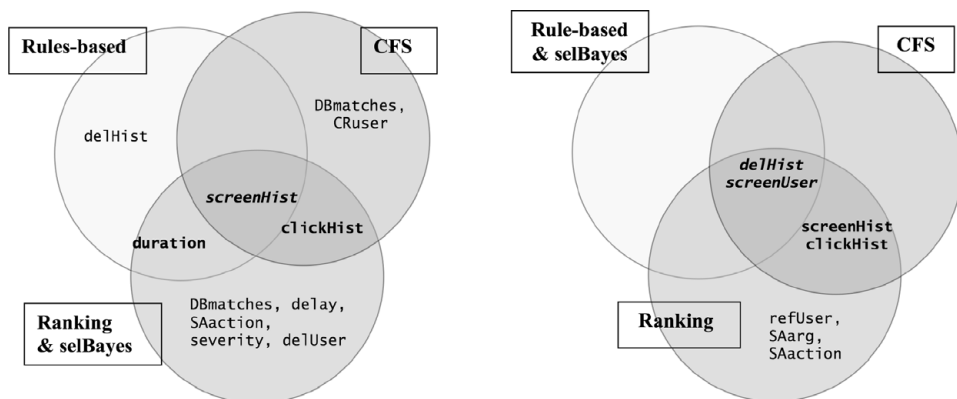 Rules-based
CFS
DBmatches,
CRuser
delHist
screenHist
clickHist
duration
DBmatches, delay,
SAaction,
severity, delUser
Ranking
& selBayes
Rule-based
& selBayes
CFS
delHist
screenUser
screenHist
clickHist
Ranking
refUser,
SAarg,
SAaction